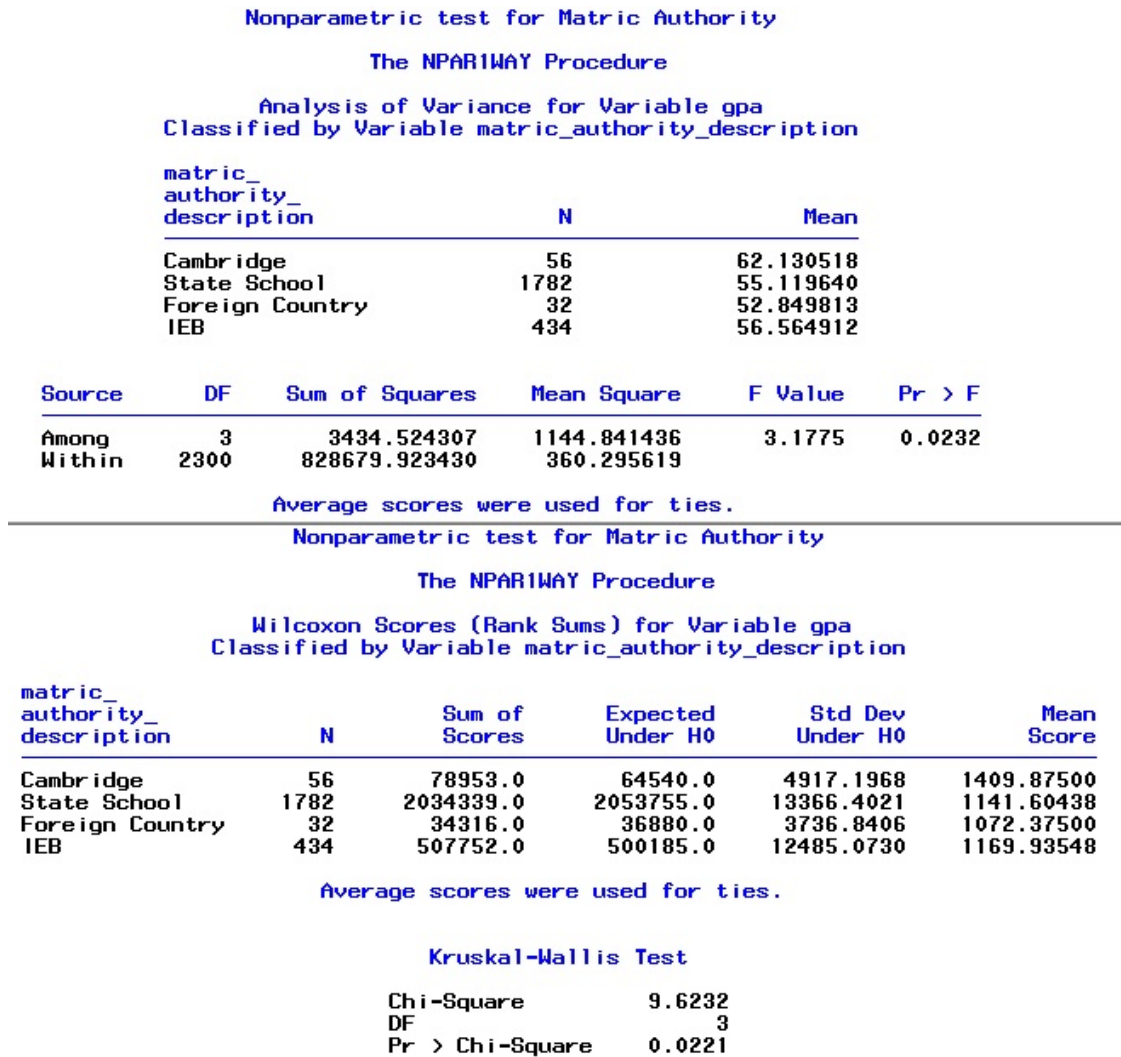 Nonparametric test for Matric Authority
The NPAR1WAY Procedure
Analysis of Variance for Variable gpa
Classified by Variable matric_authority_description
matric_
authority_
description N Mean
Cambridge 56 62.130518
State School 1782 55.119640
Foreign Country 32 52.849813
IEB 434 56.564912
Source DF Sum of Squares Mean Square F Value Pr > F
Among 3 3434.524307 1144.841436 3.1775 0.0232
Within 2300 828679.923430 360.295619
Average scores were used for ties.
Nonparametric test for Matric Authority
The NPAR1WAY Procedure
Wilcoxon Scores (Rank Sums) for Variable gpa
Classified by Variable matric_authority_description
matric_
authority_ Sum of Expected Std Dev Mean
description N Scores Under H0 Under H0 Score
Cambridge 56 78953.0 64540.0 4917.1968 1409.87500
State School 1782 2034339.0 2053755.0 13366.4021 1141.60438
Foreign Country 32 34316.0 36880.0 3736.8406 1072.37500
IEB 434 507752.0 500185.0 12485.0730 1169.93548
Average scores were used for ties.
Kruskal-Wallis Test
Chi-Square 9.6232
DF 3
Pr > Chi-Square 0.0221